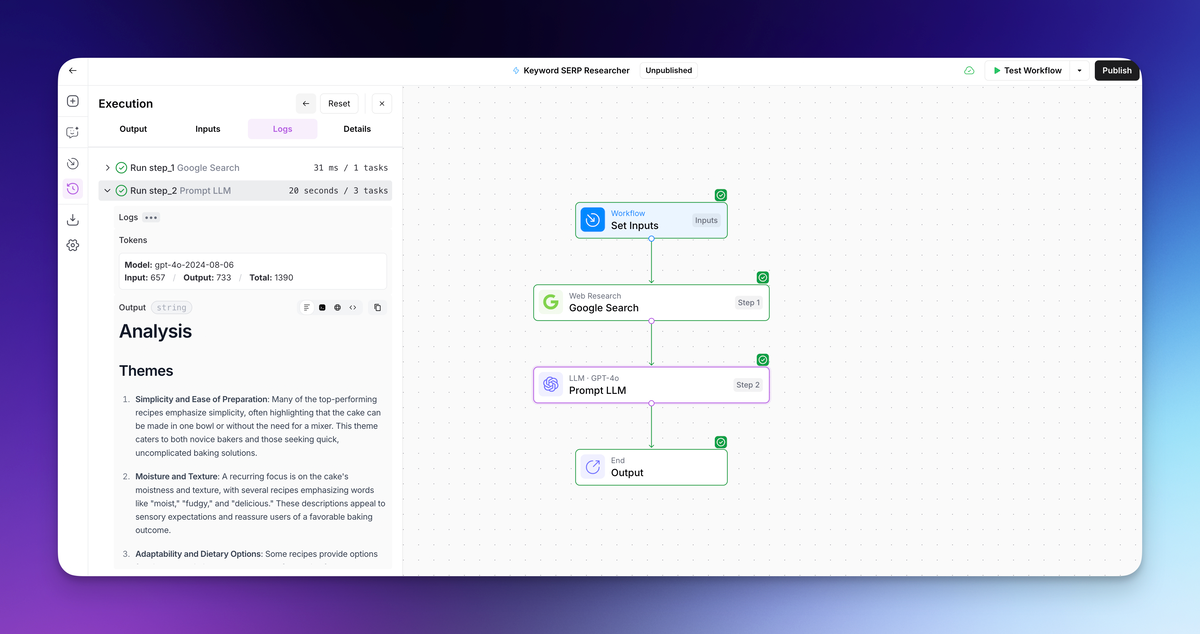 Keyword SERP Researcher
Unpublished
Test Workflow
Publish
Execution
Reset
Output
Inputs
Logs
Details
Run step_1 Google Search
31 ms / 1 tasks
Run step_2 Prompt LLM
20 seconds / 3 tasks
Logs
Tokens
Model: gpt-4o-2024-08-06
Input: 657 / Output: 733 / Total: 1390
Output string
Analysis
Themes
1. Simplicity and Ease of Preparation: Many of the top-performing
recipes emphasize simplicity, often highlighting that the cake can
be made in one bowl or without the need for a mixer. This theme
caters to both novice bakers and those seeking quick,
uncomplicated baking solutions.
2. Moisture and Texture: A recurring focus is on the cake's
moistness and texture, with several recipes emphasizing words
like "moist," "fudgy," and "delicious." These descriptions appeal to
sensory expectations and reassure users of a favorable baking
outcome.
3. Adaptability and Dietary Options: Some recipes provide options
Workflow
Set Inputs
Inputs
Web Research
Google Search
Step 1
LLM · GPT-4o
Prompt LLM
Step 2
End
Output